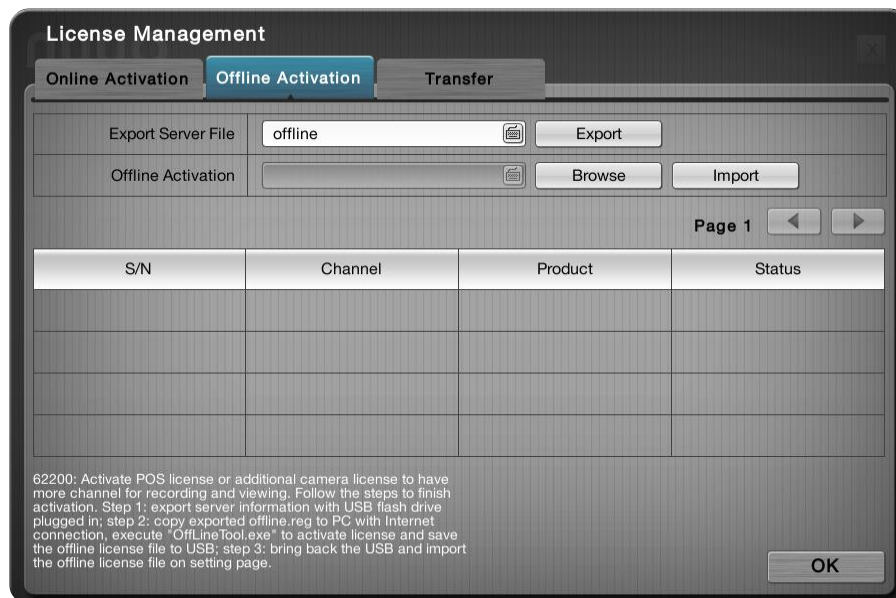 License Management
Online Activation Offline Activation Transfer
Export Server File offline Export
Offline Activation Browse Import
Page 1
S/N Channel Product Status
62200: Activate POS license or additional camera license to have
more channel for recording and viewing. Follow the steps to finish
activation. Step 1: export server information with USB flash drive
plugged in; step 2: copy exported offline.reg to PC with Internet
connection, execute "OffLineTool.exe" to activate license and save
the offline license file to USB; step 3: bring back the USB and import
the offline license file on setting page.
OK